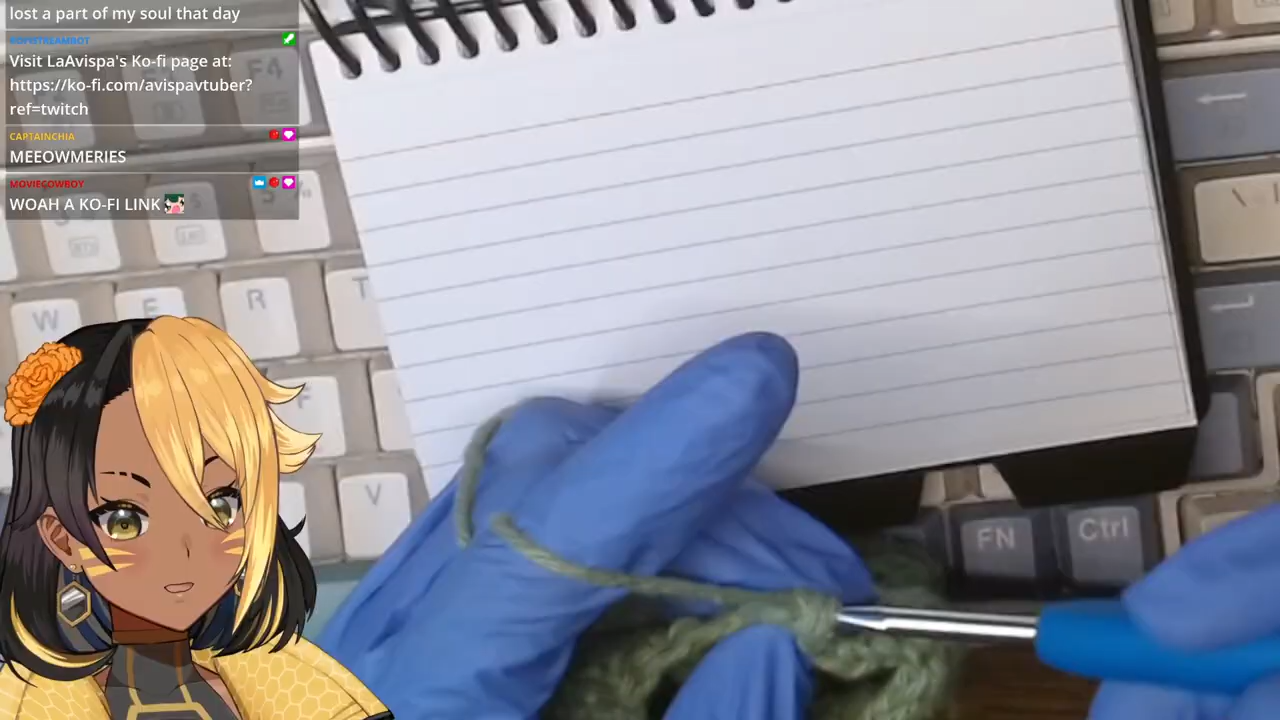 lost a part of my soul that day
Visit LaAvispa's Ko-fi page at:
https://ko-fi.com/avispavtuber?
ref=twitch
CAPTAINCHIA
MEEOWMERIES
MOVIECOWBOY
WOAH A KO-FI LINK
F4
W E R T
F
V
FN Ctrl